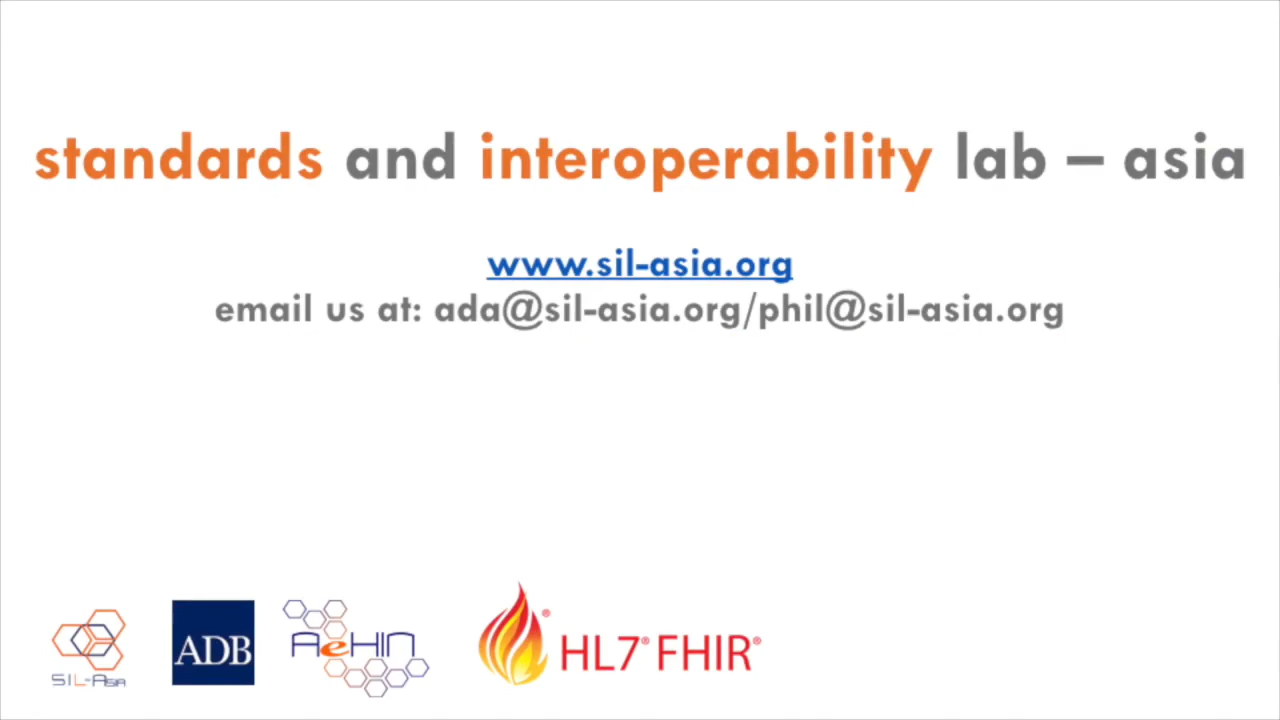 standards and interoperability lab – asia
www.sil-asia.org
email us at: ada@sil-asia.org/phil@sil-asia.org
SIL-Asia
ADB
AeHIN
HL7® FHIR®